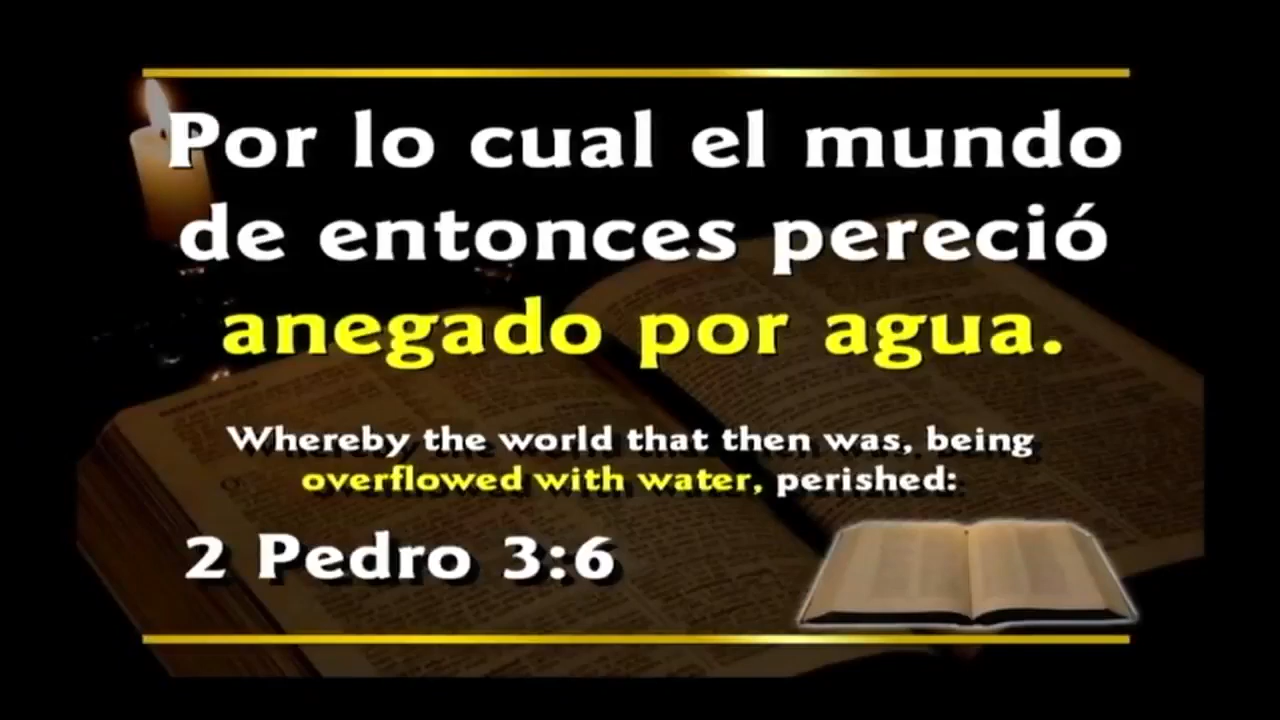 Por lo cual el mundo
de entonces pereció
anegado por agua.
Whereby the world that then was, being
overflowed with water, perished:
2 Pedro 3:6